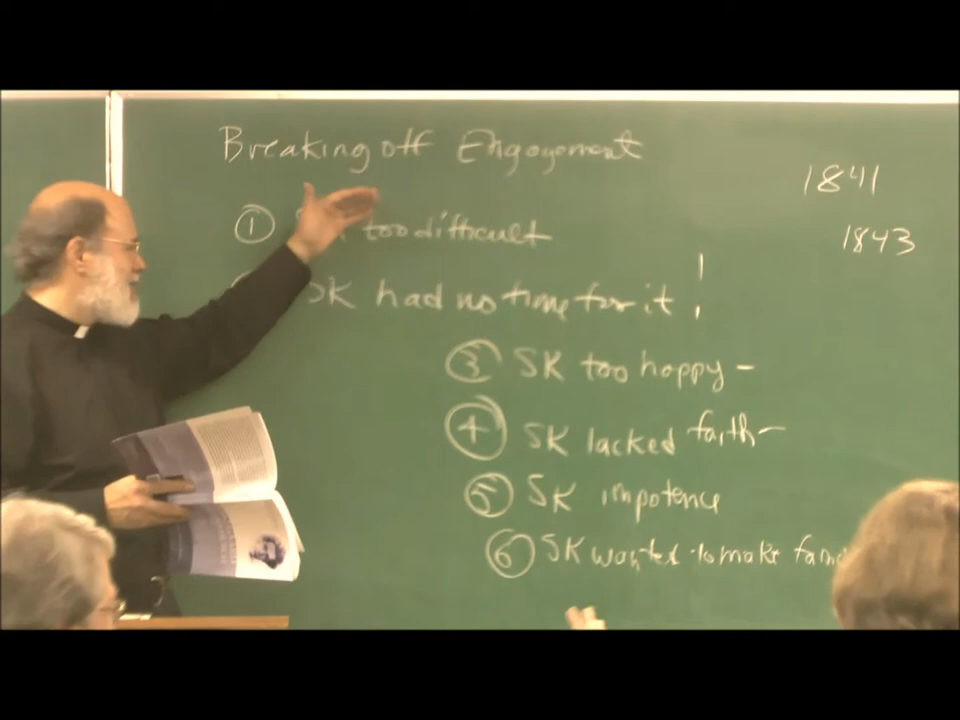 Breaking off Engagement
1841
① too difficult
1843
SK had no time for it !
③ SK too happy -
④ SK lacked faith -
⑤ SK impotence
⑥ SK wanted to make